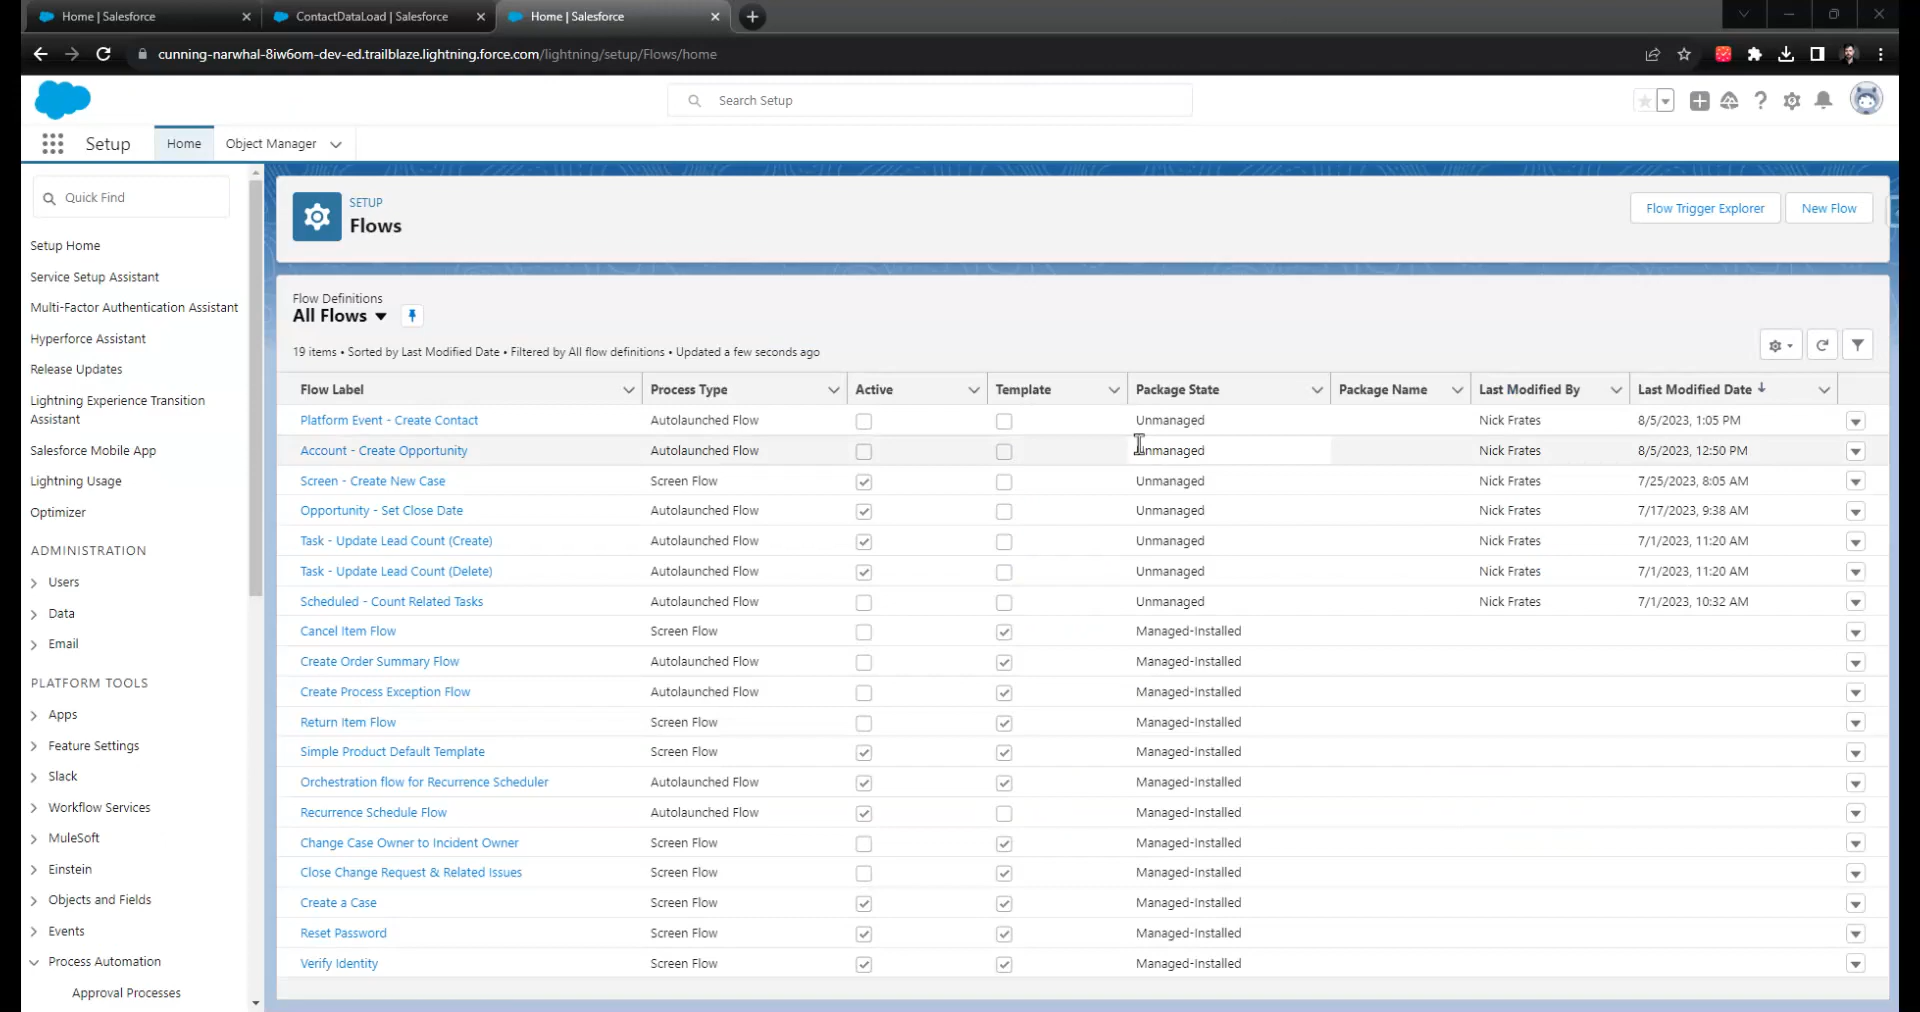 Home | Salesforce
ContactDataLoad | Salesforce
Home | Salesforce
cunning-narwhal-8iw6om-dev-ed.trailblaze.lightning.force.com/lightning/setup/Flows/home
Search Setup
Setup
Home
Object Manager
Quick Find
Setup Home
Service Setup Assistant
Multi-Factor Authentication Assistant
Hyperforce Assistant
Release Updates
Lightning Experience Transition
Assistant
Salesforce Mobile App
Lightning Usage
Optimizer
ADMINISTRATION
Users
Data
Email
PLATFORM TOOLS
Apps
Feature Settings
Slack
Workflow Services
MuleSoft
Einstein
Objects and Fields
Events
Process Automation
Approval Processes
SETUP
Flows
Flow Trigger Explorer
New Flow
Flow Definitions
All Flows
19 items • Sorted by Last Modified Date • Filtered by All flow definitions • Updated a few seconds ago
Flow Label Process Type Active Template Package State Package Name Last Modified By Last Modified Date
Platform Event - Create Contact Autolaunched Flow Unmanaged Nick Frates 8/5/2023, 1:05 PM
Account - Create Opportunity Autolaunched Flow Unmanaged Nick Frates 8/5/2023, 12:50 PM
Screen - Create New Case Screen Flow Unmanaged Nick Frates 7/25/2023, 8:05 AM
Opportunity - Set Close Date Autolaunched Flow Unmanaged Nick Frates 7/17/2023, 9:38 AM
Task - Update Lead Count (Create) Autolaunched Flow Unmanaged Nick Frates 7/1/2023, 11:20 AM
Task - Update Lead Count (Delete) Autolaunched Flow Unmanaged Nick Frates 7/1/2023, 11:20 AM
Scheduled - Count Related Tasks Autolaunched Flow Unmanaged Nick Frates 7/1/2023, 10:32 AM
Cancel Item Flow Screen Flow Managed-Installed
Create Order Summary Flow Autolaunched Flow Managed-Installed
Create Process Exception Flow Autolaunched Flow Managed-Installed
Return Item Flow Screen Flow Managed-Installed
Simple Product Default Template Screen Flow Managed-Installed
Orchestration flow for Recurrence Scheduler Autolaunched Flow Managed-Installed
Recurrence Schedule Flow Autolaunched Flow Managed-Installed
Change Case Owner to Incident Owner Screen Flow Managed-Installed
Close Change Request & Related Issues Screen Flow Managed-Installed
Create a Case Screen Flow Managed-Installed
Reset Password Screen Flow Managed-Installed
Verify Identity Screen Flow Managed-Installed